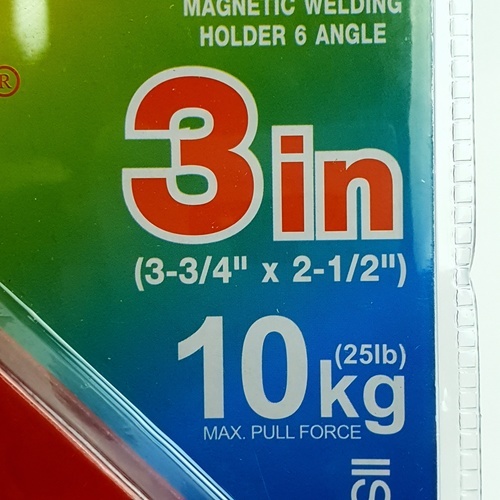 MAGNETIC WELDING
HOLDER 6 ANGLE
®
3in
(3-3/4" x 2-1/2")
10kg (25lb)
MAX. PULL FORCE